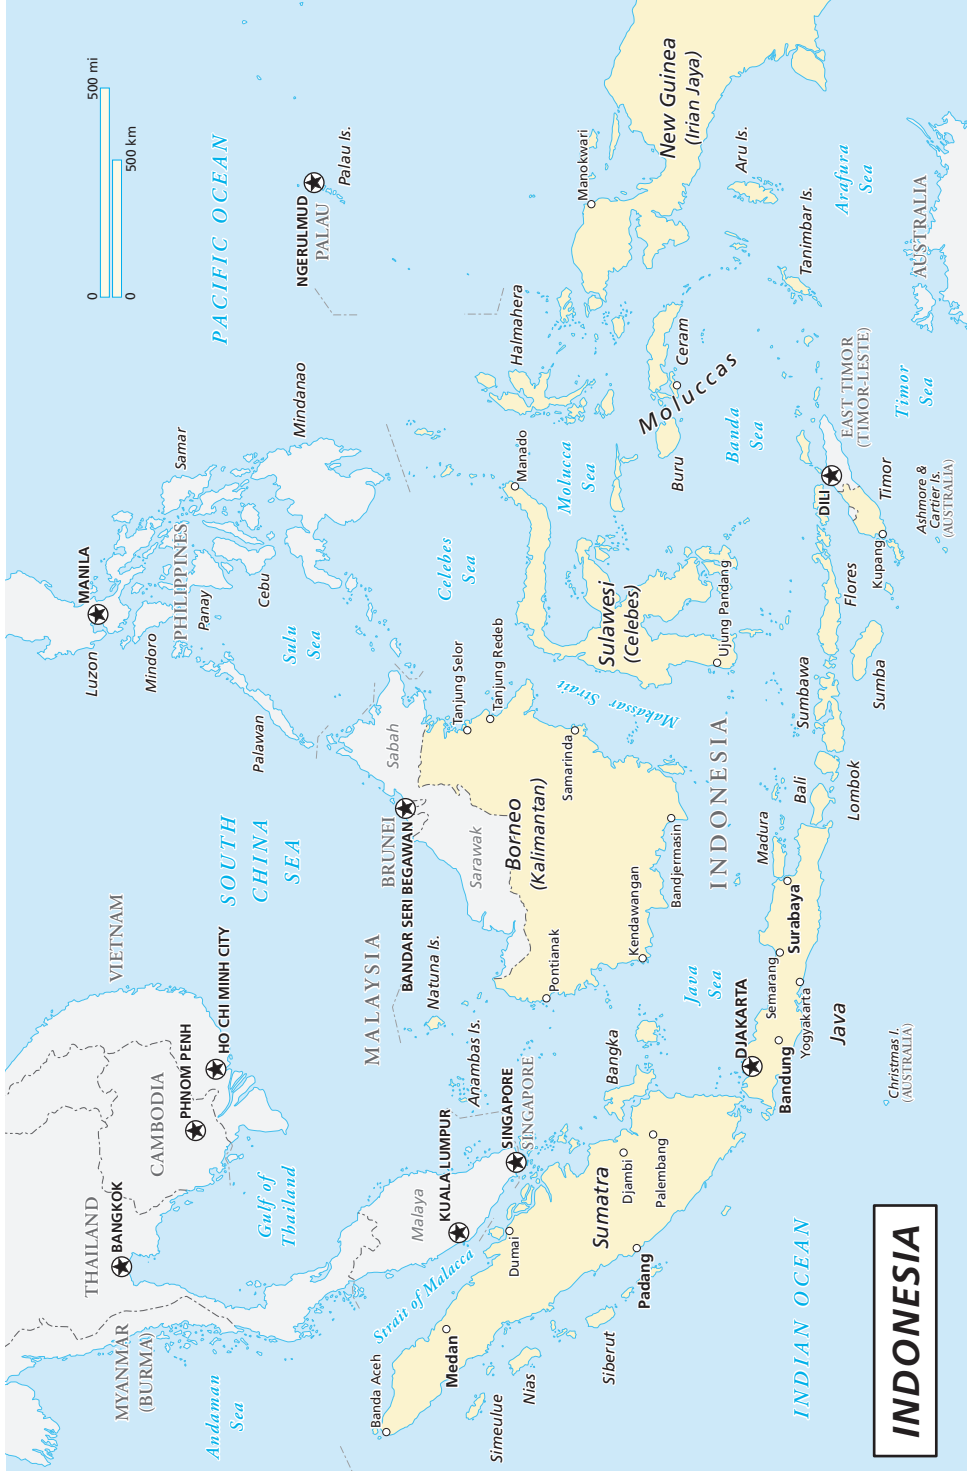 0
500 mi
0
500 km
PACIFIC OCEAN
NGERULMUD
PALAU
Palau Is.
MANILA
Luzon
Mindoro
PHILIPPINES
Samar
Panay
Cebu
Mindanao
Palawan
Sulu
Sea
Celebes
Sea
SOUTH
CHINA
SEA
VIETNAM
HO CHI MINH CITY
PHNOM PENH
CAMBODIA
THAILAND
BANGKOK
MYANMAR
(BURMA)
Gulf of
Thailand
Andaman
Sea
MALAYSIA
BRUNEI
BANDAR SERI BEGAWAN
Sabah
Sarawak
Natuna Is.
Anambas Is.
Malaya
KUALA LUMPUR
SINGAPORE
SINGAPORE
Strait of Malacca
Banda Aceh
Medan
Dumai
Simeulue
Nias
Siberut
Padang
Sumatra
Djambi
Palembang
Bangka
Borneo
(Kalimantan)
Tanjung Selor
Tanjung Redeb
Samarinda
Bandjermasin
Kendawangan
Pontianak
Makassar Strait
Sulawesi
(Celebes)
Manado
Ujung Pandang
Molucca
Sea
Halmahera
Moluccas
Buru
Ceram
Banda
Sea
Manokwari
New Guinea
(Irian Jaya)
Aru Is.
Tanimbar Is.
Arafura
Sea
AUSTRALIA
INDONESIA
Java
Sea
DJAKARTA
Bandung
Semarang
Yogyakarta
Surabaya
Java
Madura
Bali
Lombok
Sumbawa
Sumba
Flores
Kupang
Timor
DILI
EAST TIMOR
(TIMOR-LESTE)
Timor
Sea
Ashmore &
Cartier Is.
(AUSTRALIA)
Christmas I.
(AUSTRALIA)
INDIAN OCEAN
INDONESIA